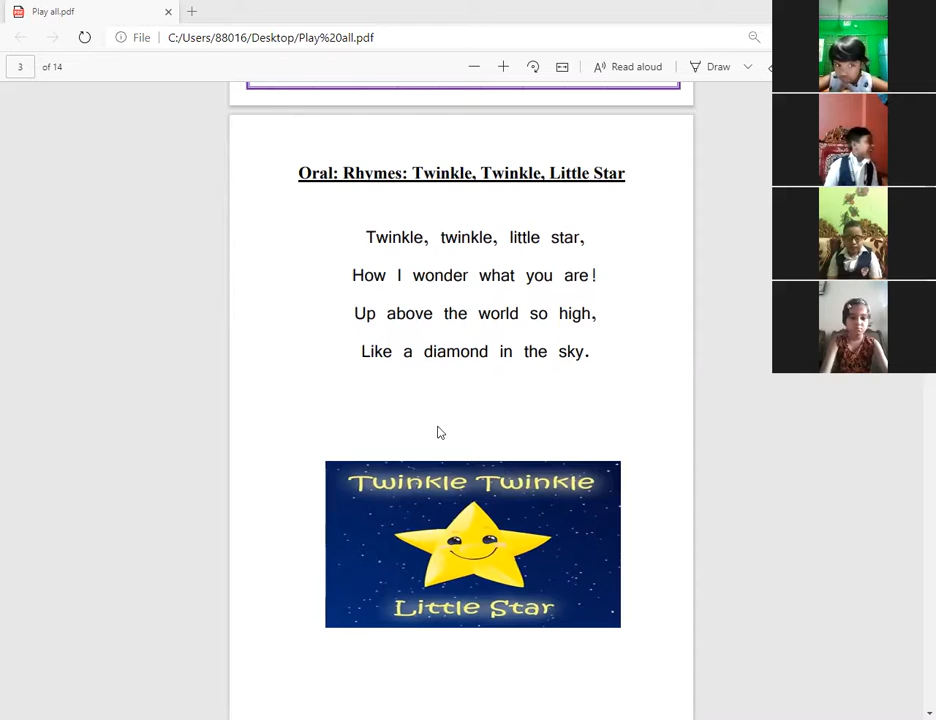 Play all.pdf
File C:/Users/88016/Desktop/Play%20all.pdf
3 of 14 Read aloud Draw
Oral: Rhymes: Twinkle, Twinkle, Little Star
Twinkle, twinkle, little star,
How I wonder what you are!
Up above the world so high,
Like a diamond in the sky.
Twinkle Twinkle
Little Star